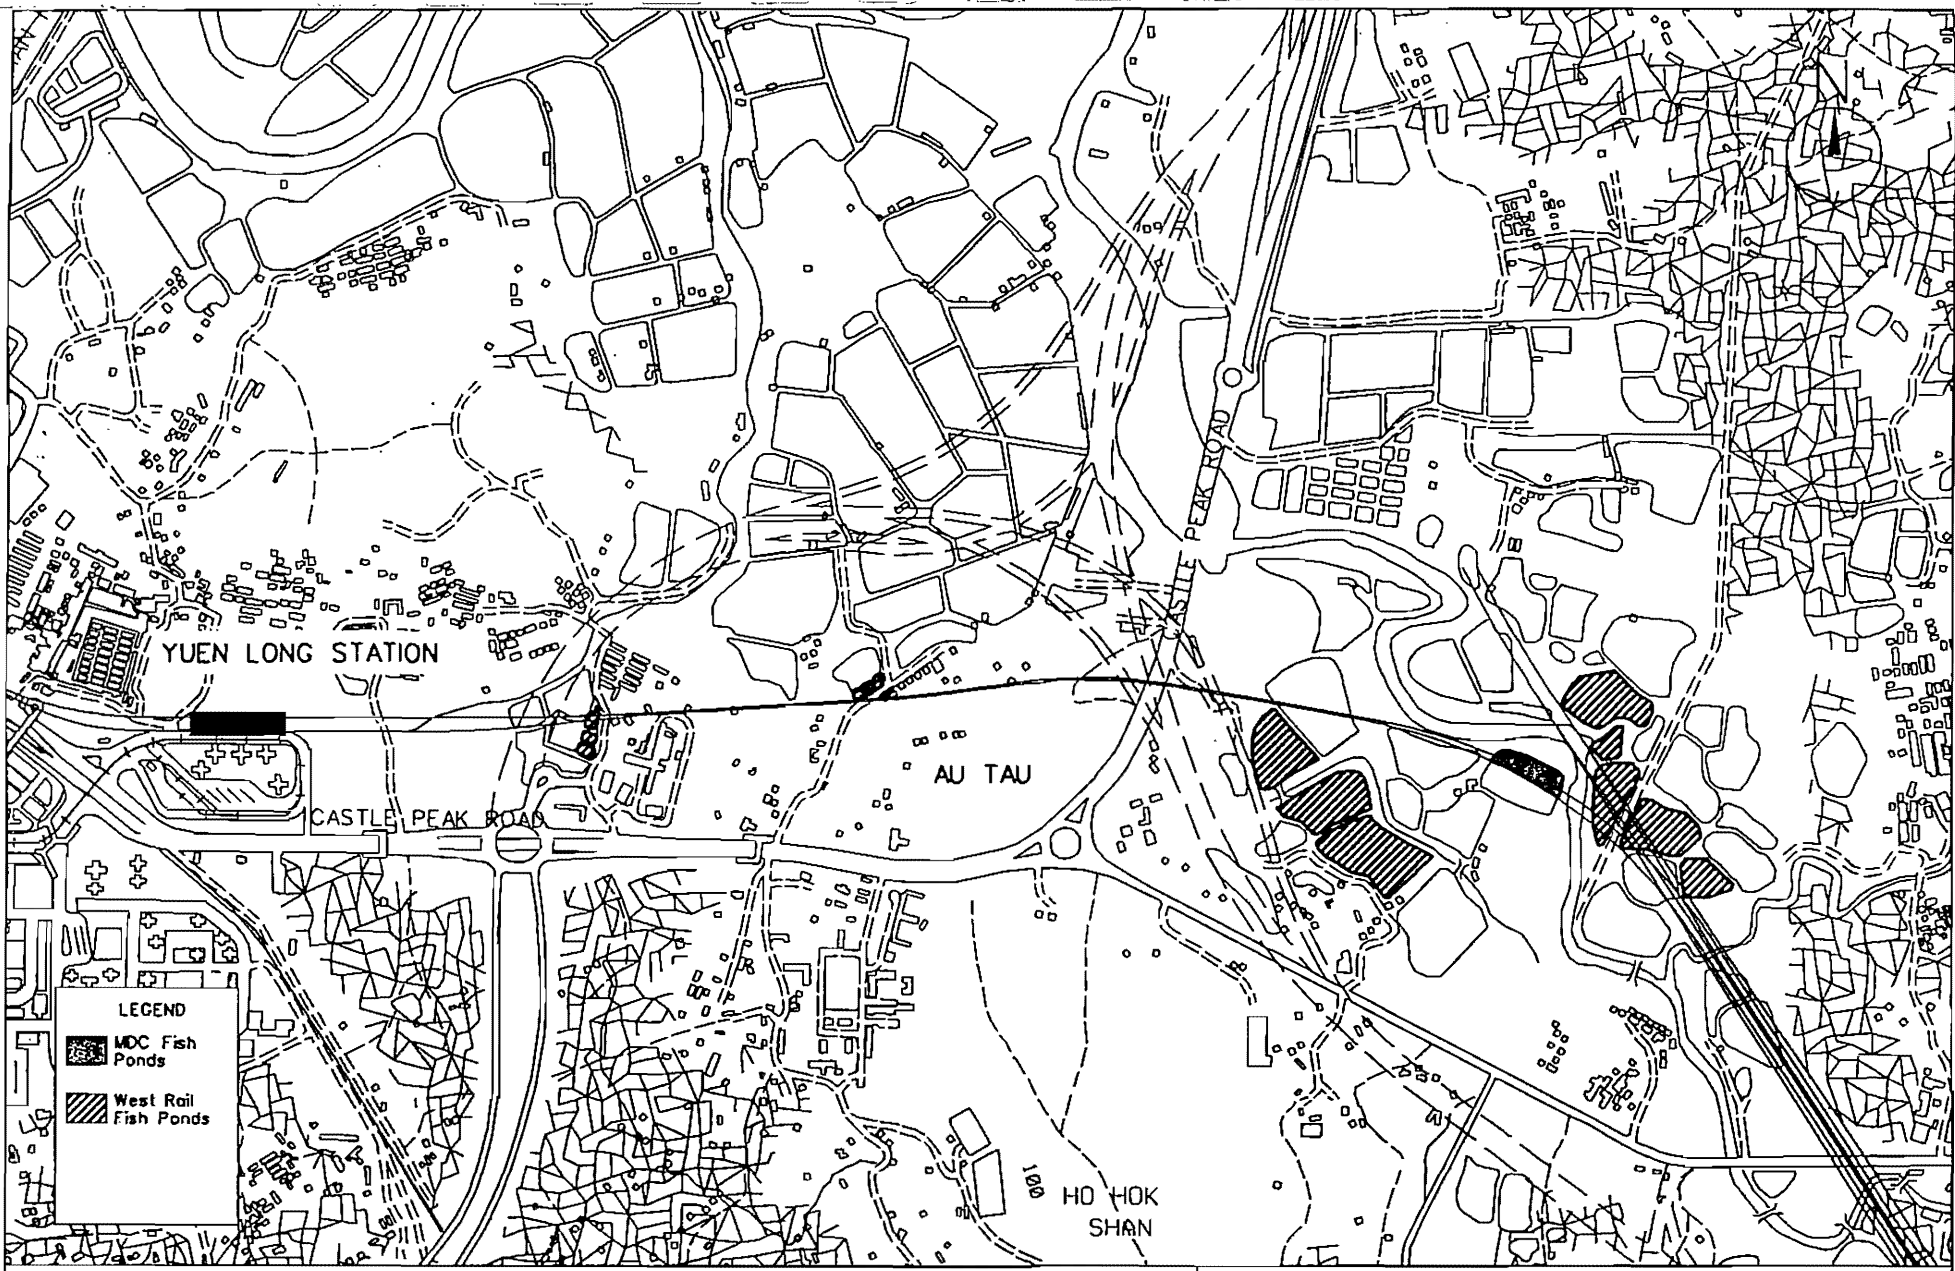 CASTLE PEAK ROAD
YUEN LONG STATION
AU TAU
CASTLE PEAK ROAD
LEGEND
MDC Fish
Ponds
West Rail
Fish Ponds
100
HO HOK
SHAN